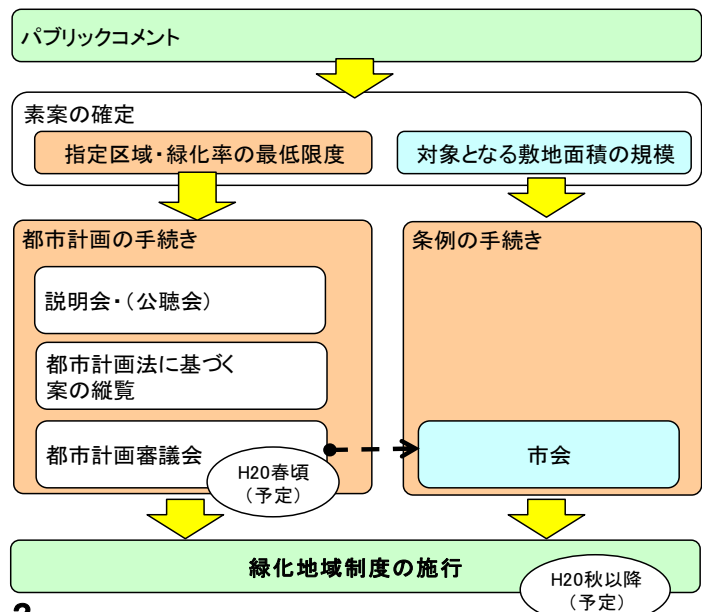 パブリックコメント
素案の確定
指定区域・緑化率の最低限度
対象となる敷地面積の規模
都市計画の手続き
説明会・（公聴会）
都市計画法に基づく
案の縦覧
都市計画審議会
H20春頃
（予定）
条例の手続き
市会
緑化地域制度の施行
H20秋以降
（予定）